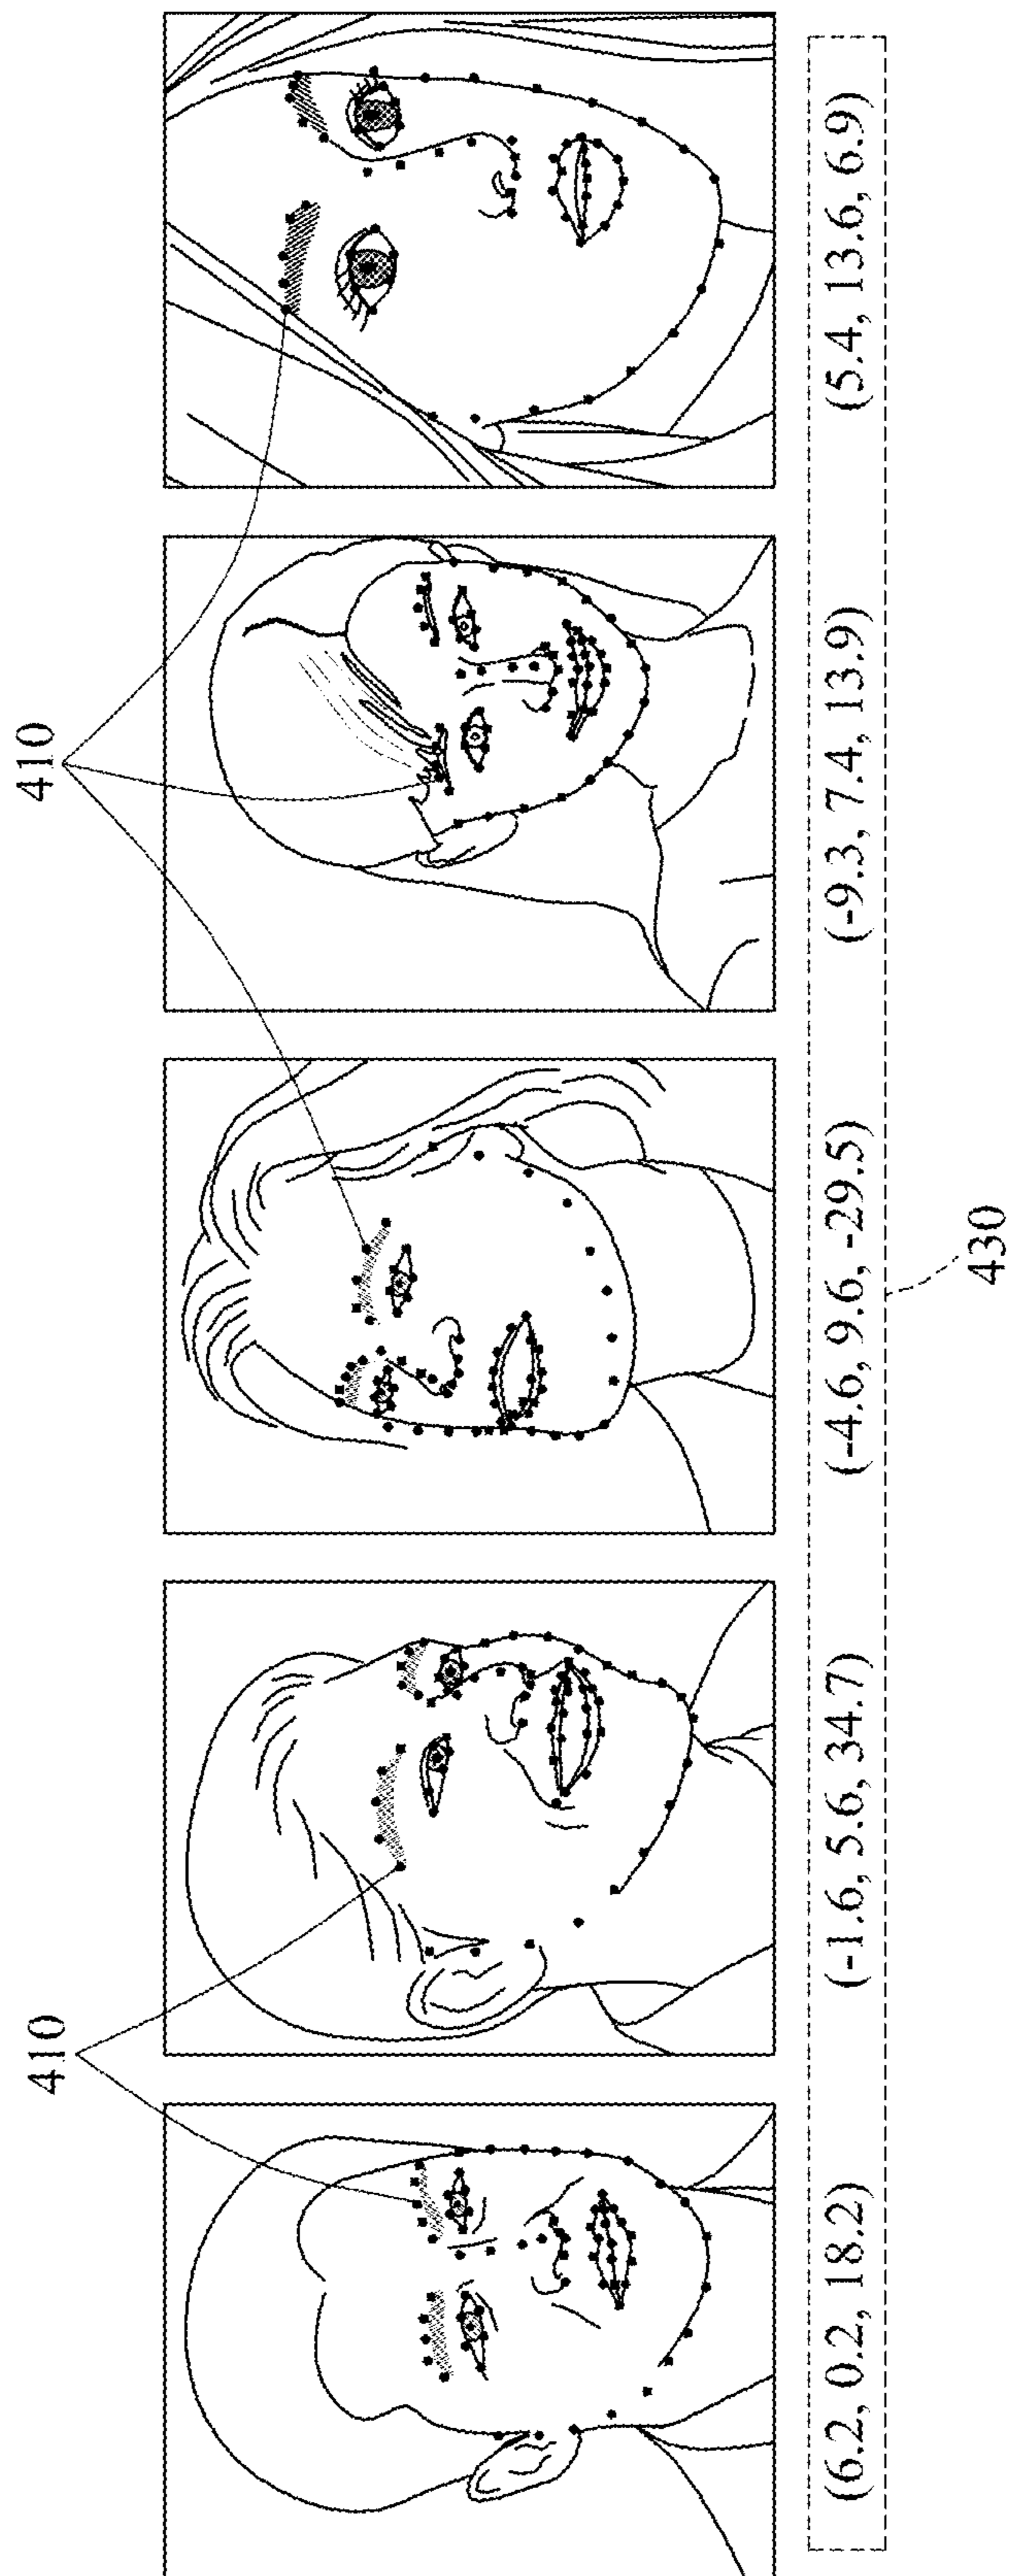 410 410
(6.2, 0.2, 18.2) (-1.6, 5.6, 34.7) (-4.6, 9.6, -29.5) (-9.3, 7.4, 13.9) (5.4, 13.6, 6.9)
430